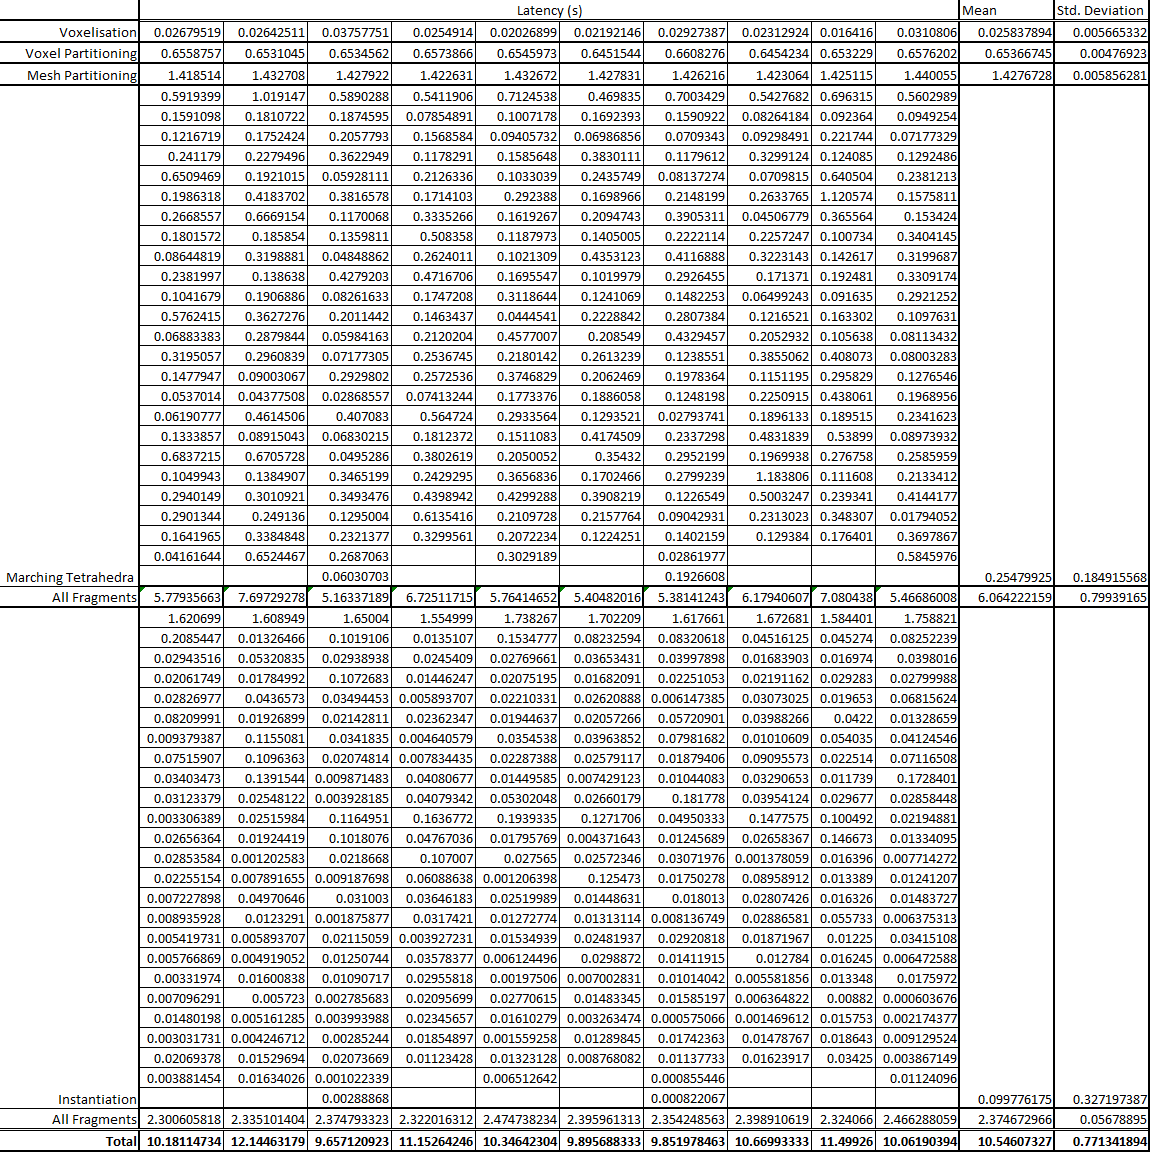 Latency (s) Mean Std. Deviation
Voxelisation 0.02679519 0.02642511 0.03757751 0.0254914 0.02026899 0.02192146 0.02927387 0.02312924 0.016416 0.0310806 0.025837894 0.005665332
Voxel Partitioning 0.6558757 0.6531045 0.6534562 0.6573866 0.6545973 0.6451544 0.6608276 0.6454234 0.653229 0.6576202 0.65366745 0.00476923
Mesh Partitioning 1.418514 1.432708 1.427922 1.422631 1.432672 1.427831 1.426216 1.423064 1.425115 1.440055 1.4276728 0.005856281
0.5919399 1.019147 0.5890288 0.5411906 0.7124538 0.469835 0.7003429 0.5427682 0.696315 0.5602989
0.1591098 0.1810722 0.1874595 0.07854891 0.1007178 0.1692393 0.1590922 0.08264184 0.092364 0.0949254
0.1216719 0.1752424 0.2057793 0.1568584 0.09405732 0.06986856 0.0709343 0.09298491 0.221744 0.07177329
0.241179 0.2279496 0.3622949 0.1178291 0.1585648 0.3830111 0.1179612 0.3299124 0.124085 0.1292486
0.6509469 0.1921015 0.05928111 0.2126336 0.1033039 0.2435749 0.08137274 0.0709815 0.640504 0.2381213
0.1986318 0.4183702 0.3816578 0.1714103 0.292388 0.1698966 0.2148199 0.2633765 1.120574 0.1575811
0.2668557 0.6669154 0.1170068 0.3335266 0.1619267 0.2094743 0.3905311 0.04506779 0.365564 0.153424
0.1801572 0.185854 0.1359811 0.508358 0.1187973 0.1405005 0.2222114 0.2257247 0.100734 0.3404145
0.08644819 0.3198881 0.04848862 0.2624011 0.1021309 0.4353123 0.4116888 0.3223143 0.142617 0.3199687
0.2381997 0.138638 0.4279203 0.4716706 0.1695547 0.1019979 0.2926455 0.171371 0.192481 0.3309174
0.1041679 0.1906886 0.08261633 0.1747208 0.3118644 0.1241069 0.1482253 0.06499243 0.091635 0.2921252
0.5762415 0.3627276 0.2011442 0.1463437 0.0444541 0.2228842 0.2807384 0.1216521 0.163302 0.1097631
0.06883383 0.2879844 0.05984163 0.2120204 0.4577007 0.208549 0.4329457 0.2052932 0.105638 0.08113432
0.3195057 0.2960839 0.07177305 0.2536745 0.2180142 0.2613239 0.1238551 0.3855062 0.408073 0.08003283
0.1477947 0.09003067 0.2929802 0.2572536 0.3746829 0.2062469 0.1978364 0.1151195 0.295829 0.1276546
0.0537014 0.04377508 0.02868557 0.07413244 0.1773376 0.1886058 0.1248198 0.2250915 0.438061 0.1968956
0.06190777 0.4614506 0.407083 0.564724 0.2933564 0.1293521 0.02793741 0.1896133 0.189515 0.2341623
0.1333857 0.08915043 0.06830215 0.1812372 0.1511083 0.4174509 0.2337298 0.4831839 0.53899 0.08973932
0.6837215 0.6705728 0.0495286 0.3802619 0.2050052 0.35432 0.2952199 0.1969938 0.276758 0.2585959
0.1049943 0.1384907 0.3465199 0.2429295 0.3656836 0.1702466 0.2799239 1.183806 0.111608 0.2133412
0.2940149 0.3010921 0.3493476 0.4398942 0.4299288 0.3908219 0.1226549 0.5003247 0.239341 0.4144177
0.2901344 0.249136 0.1295004 0.6135416 0.2109728 0.2157764 0.09042931 0.2313023 0.348307 0.01794052
0.1641965 0.3384848 0.2321377 0.3299561 0.2072234 0.1224251 0.1402159 0.129384 0.176401 0.3697867
0.04161644 0.6524467 0.2687063 0.3029189 0.02861977 0.5845976
Marching Tetrahedra 0.06030703 0.1926608 0.25479925 0.184915568
All Fragments 5.77935663 7.69729278 5.16337189 6.72511715 5.76414652 5.40482016 5.38141243 6.17940607 7.080438 5.46686008 6.064222159 0.79939165
1.620699 1.608949 1.65004 1.554999 1.738267 1.702209 1.617661 1.672681 1.584401 1.758821
0.2085447 0.01326466 0.1019106 0.0135107 0.1534777 0.08232594 0.08320618 0.04516125 0.045274 0.08252239
0.02943516 0.05320835 0.02938938 0.0245409 0.02769661 0.03653431 0.03997898 0.01683903 0.016974 0.0398016
0.02061749 0.01784992 0.1072683 0.01446247 0.02075195 0.01682091 0.02251053 0.02191162 0.029283 0.02799988
0.02826977 0.0436573 0.03494453 0.005893707 0.02210331 0.02620888 0.006147385 0.03073025 0.019653 0.06815624
0.08209991 0.01926899 0.02142811 0.02362347 0.01944637 0.02057266 0.05720901 0.03988266 0.0422 0.01328659
0.009379387 0.1155081 0.0341835 0.004640579 0.0354538 0.03963852 0.07981682 0.01010609 0.054035 0.04124546
0.07515907 0.1096363 0.02074814 0.007834435 0.02287388 0.02579117 0.01879406 0.09095573 0.022514 0.07116508
0.03403473 0.1391544 0.009871483 0.04080677 0.01449585 0.007429123 0.01044083 0.03290653 0.011739 0.1728401
0.03123379 0.02548122 0.003928185 0.04079342 0.05302048 0.02660179 0.181778 0.03954124 0.029677 0.02858448
0.003306389 0.02515984 0.1164951 0.1636772 0.1939335 0.1271706 0.04950333 0.1477575 0.100492 0.02194881
0.02656364 0.01924419 0.1018076 0.04767036 0.01795769 0.004371643 0.01245689 0.02658367 0.146673 0.01334095
0.02853584 0.001202583 0.0218668 0.107007 0.027565 0.02572346 0.03071976 0.001378059 0.016396 0.007714272
0.02255154 0.007891655 0.009187698 0.06088638 0.001206398 0.125473 0.01750278 0.08958912 0.013389 0.01241207
0.007227898 0.04970646 0.031003 0.03646183 0.02519989 0.01448631 0.018013 0.02807426 0.016326 0.01483727
0.008935928 0.0123291 0.001875877 0.0317421 0.01272774 0.01313114 0.008136749 0.02886581 0.055733 0.006375313
0.005419731 0.005893707 0.02115059 0.003927231 0.01534939 0.02481937 0.02920818 0.01871967 0.01225 0.03415108
0.005766869 0.004919052 0.01250744 0.03578377 0.006124496 0.0298872 0.01411915 0.012784 0.016245 0.006472588
0.00331974 0.01600838 0.01090717 0.02955818 0.00197506 0.007002831 0.01014042 0.005581856 0.013348 0.0175972
0.007096291 0.005723 0.002785683 0.02095699 0.02770615 0.01483345 0.01585197 0.006364822 0.00882 0.000603676
0.01480198 0.005161285 0.003993988 0.02345657 0.01610279 0.003263474 0.000575066 0.001469612 0.015753 0.002174377
0.003031731 0.004246712 0.00285244 0.01854897 0.001559258 0.01289845 0.01742363 0.01478767 0.018643 0.009129524
0.02069378 0.01529694 0.02073669 0.01123428 0.01323128 0.008768082 0.01137733 0.01623917 0.03425 0.003867149
0.003881454 0.01634026 0.001022339 0.006512642 0.000855446 0.01124096
Instantiation 0.00288868 0.000822067 0.099776175 0.327197387
All Fragments 2.300605818 2.335101404 2.374793323 2.322016312 2.474738234 2.395961313 2.354248563 2.398910619 2.324066 2.466288059 2.374672966 0.05678895
Total 10.18114734 12.14463179 9.657120923 11.15264246 10.34642304 9.895688333 9.851978463 10.66993333 11.49926 10.06190394 10.54607327 0.771341894